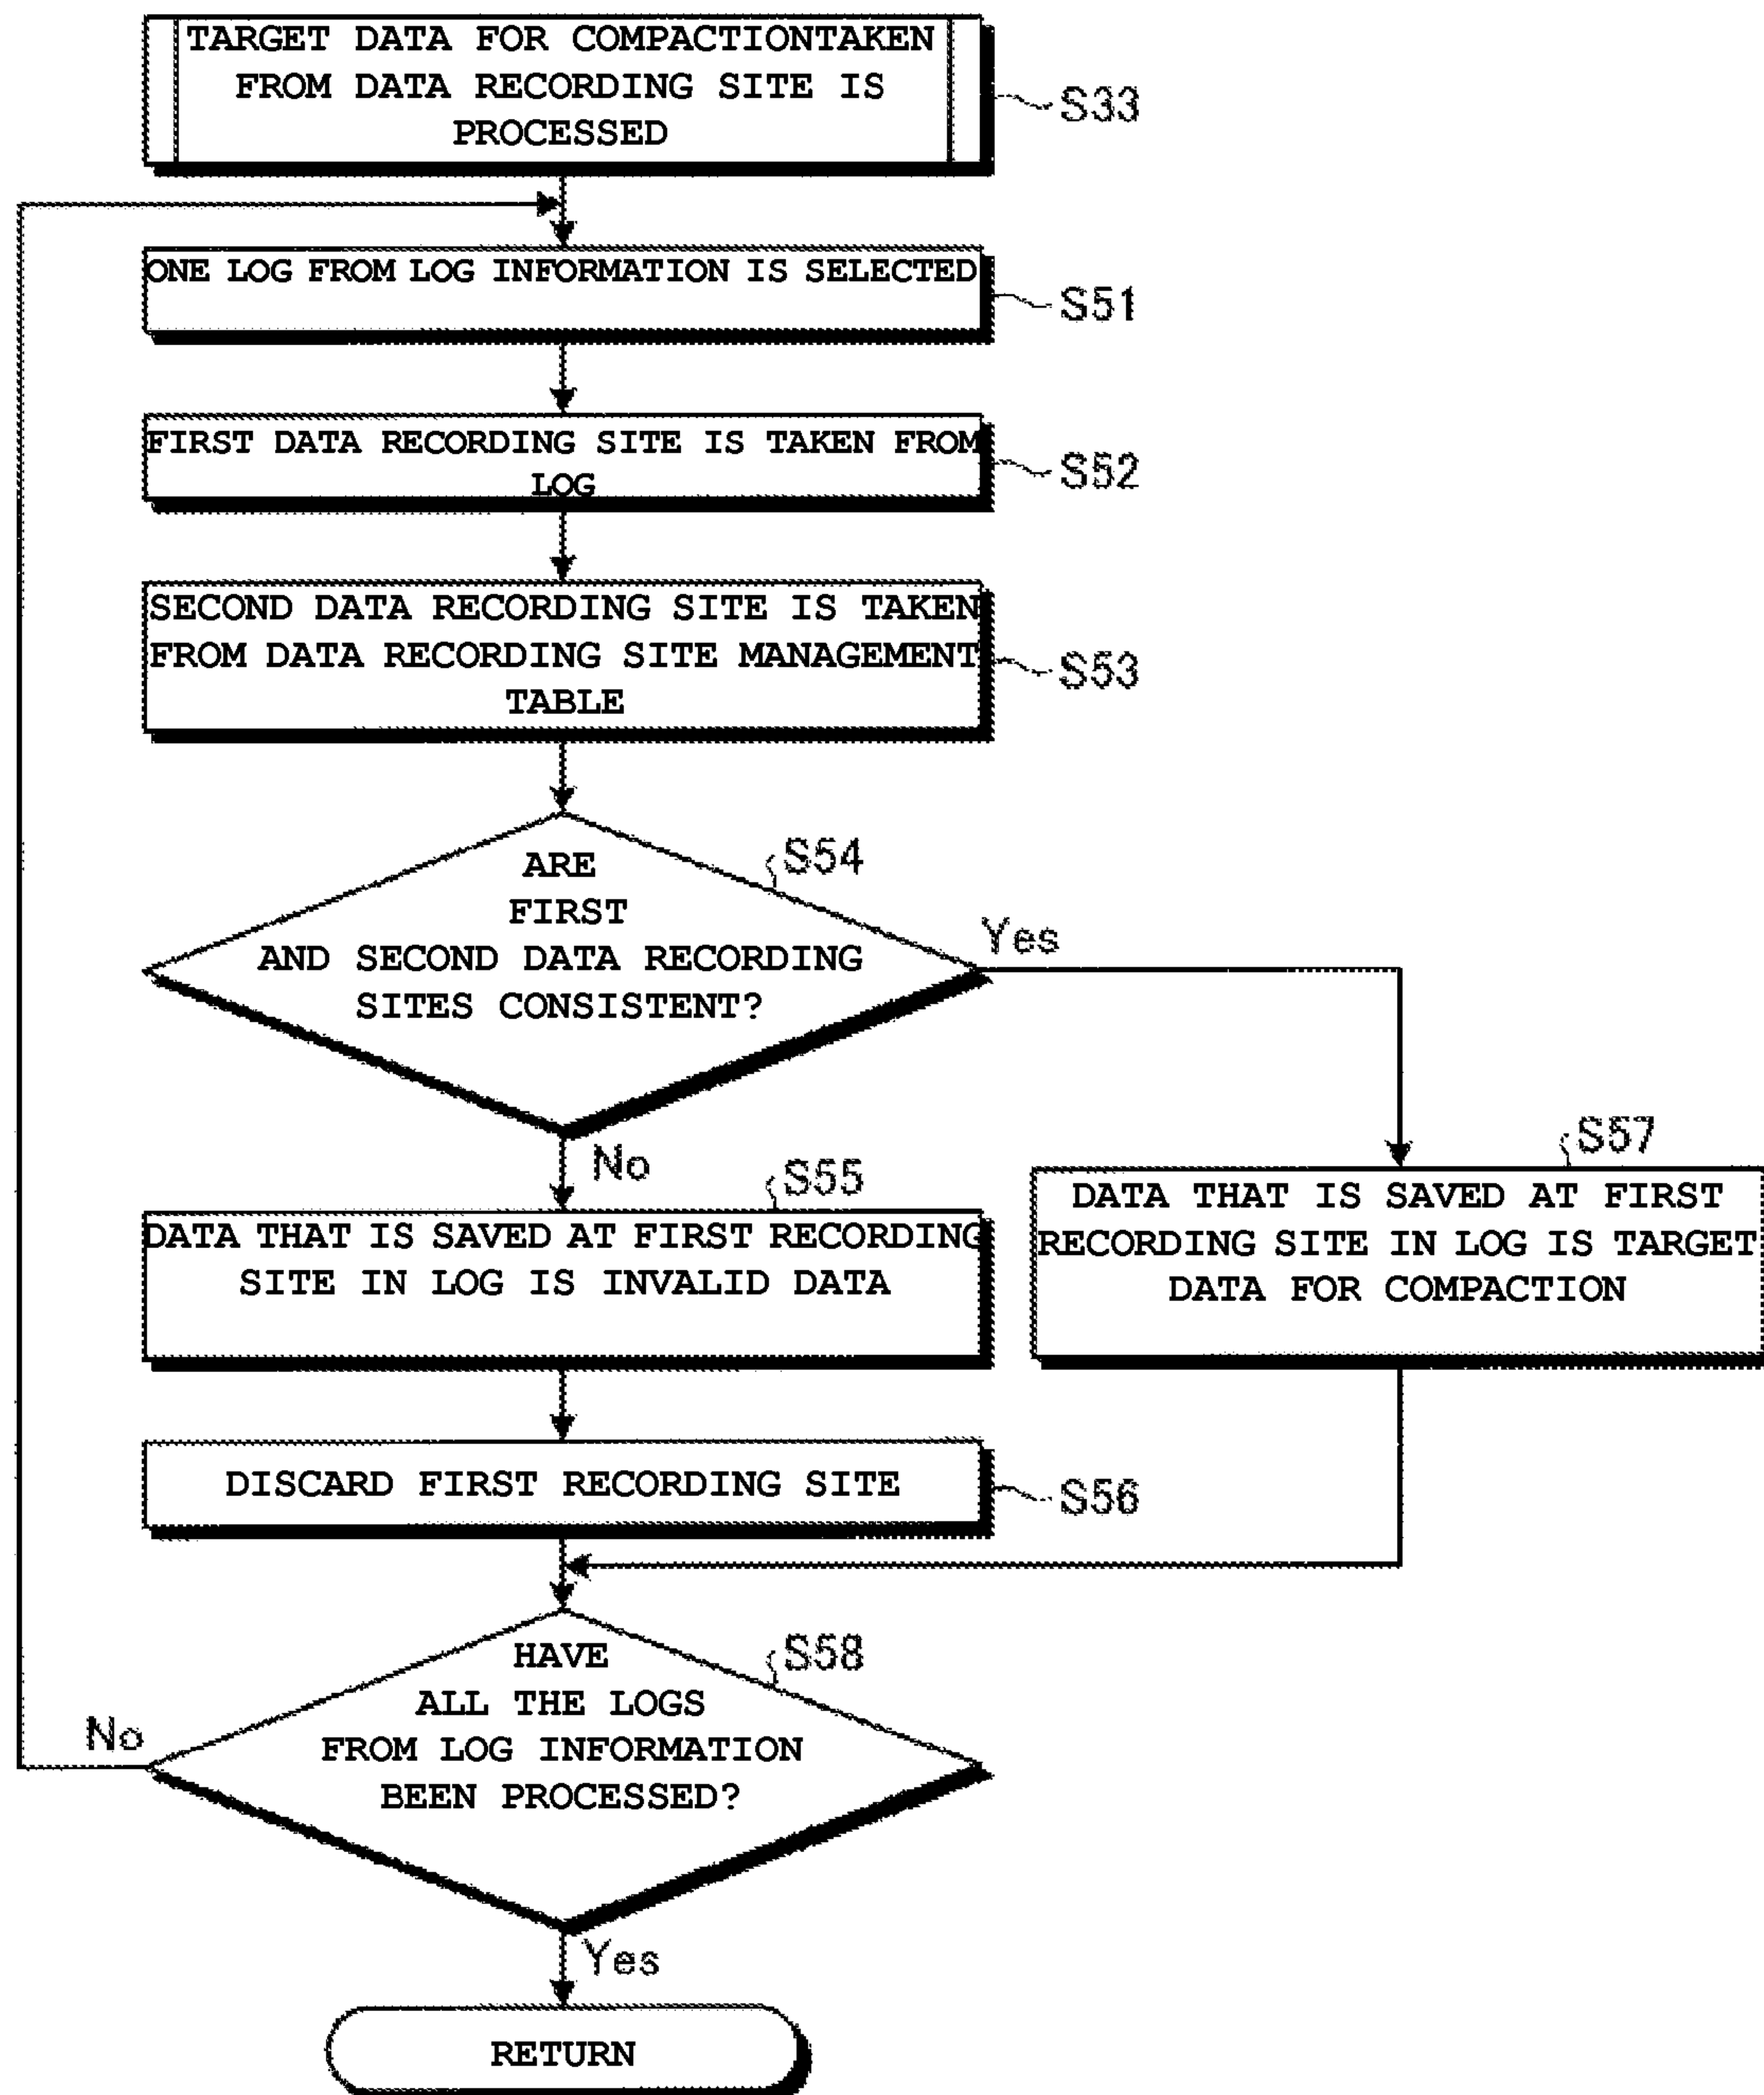 TARGET DATA FOR COMPACTIONTAKEN
FROM DATA RECORDING SITE IS
PROCESSED
S33
ONE LOG FROM LOG INFORMATION IS SELECTED
S51
FIRST DATA RECORDING SITE IS TAKEN FROM
LOG
S52
SECOND DATA RECORDING SITE IS TAKEN
FROM DATA RECORDING SITE MANAGEMENT
TABLE
S53
S54
ARE
FIRST
AND SECOND DATA RECORDING
SITES CONSISTENT?
Yes
No
S55
DATA THAT IS SAVED AT FIRST RECORDING
SITE IN LOG IS INVALID DATA
S57
DATA THAT IS SAVED AT FIRST
RECORDING SITE IN LOG IS TARGET
DATA FOR COMPACTION
DISCARD FIRST RECORDING SITE
S56
S58
HAVE
ALL THE LOGS
FROM LOG INFORMATION
BEEN PROCESSED?
No
Yes
RETURN